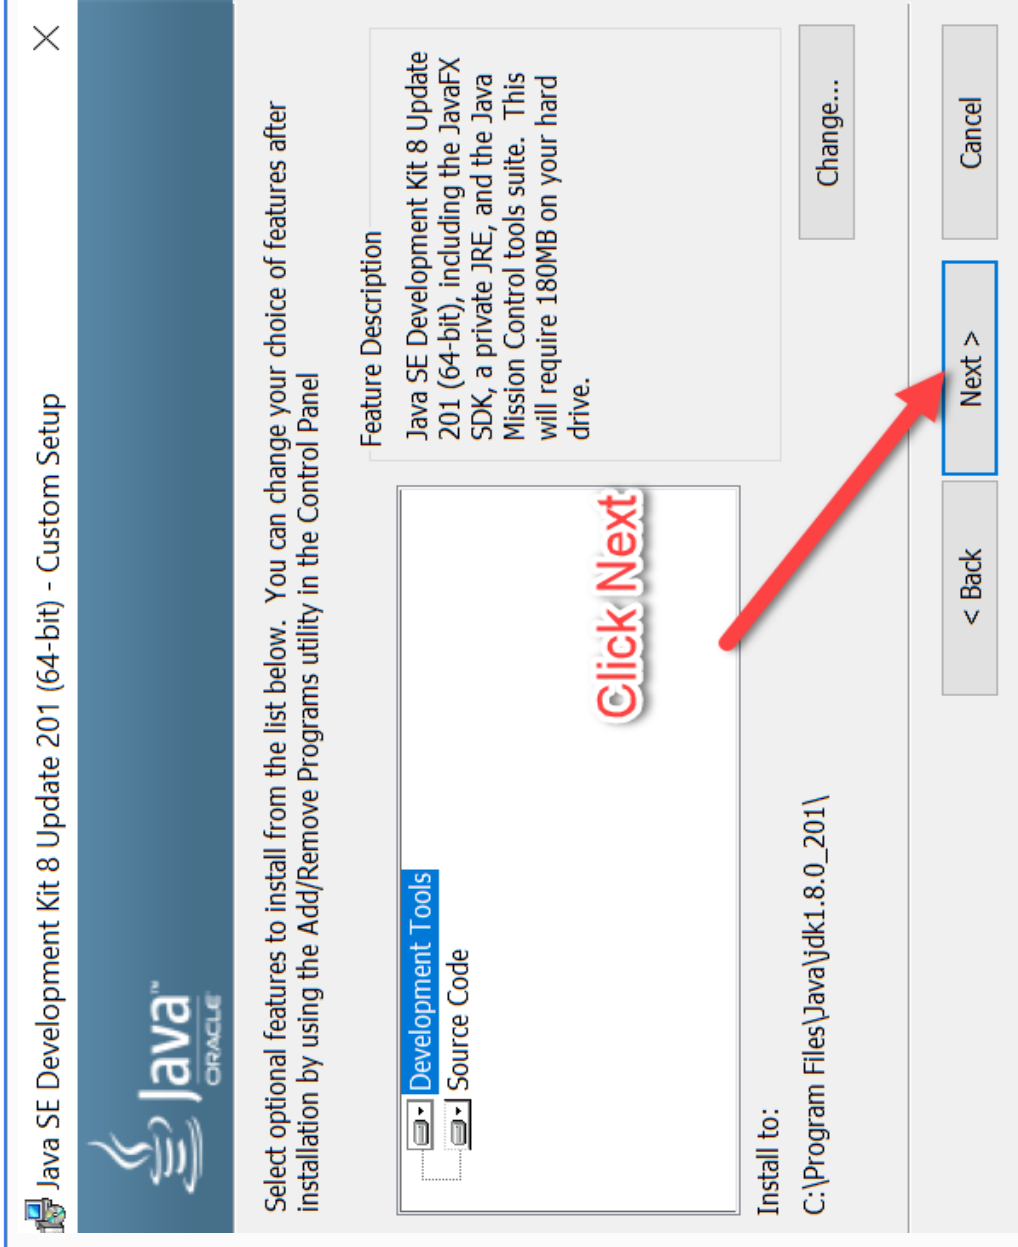 Java SE Development Kit 8 Update 201 (64-bit) - Custom Setup
Java™
ORACLE
Select optional features to install from the list below.  You can change your choice of features after
installation by using the Add/Remove Programs utility in the Control Panel
Development Tools
Source Code
Feature Description
Java SE Development Kit 8 Update
201 (64-bit), including the JavaFX
SDK, a private JRE, and the Java
Mission Control tools suite.  This
will require 180MB on your hard
drive.
Click Next
Install to:
C:\Program Files\Java\jdk1.8.0_201\
Change...
< Back
Next >
Cancel